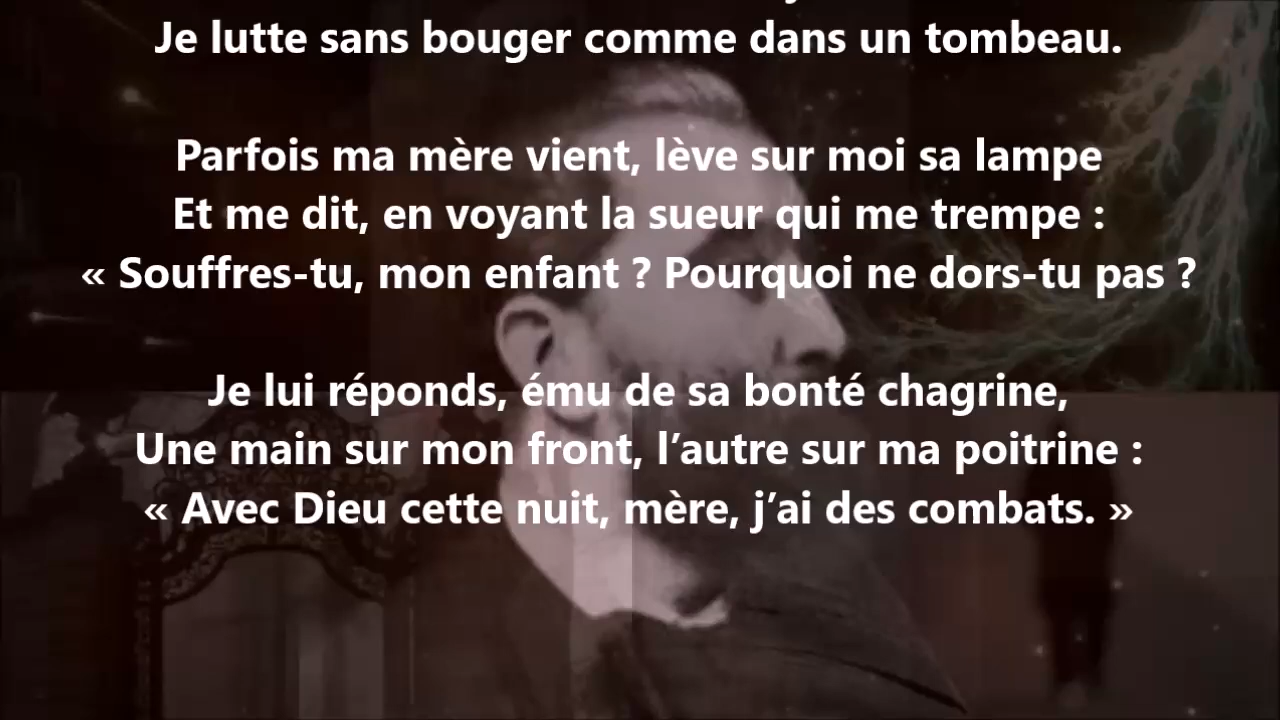 Je lutte sans bouger comme dans un tombeau.
Parfois ma mère vient, lève sur moi sa lampe
Et me dit, en voyant la sueur qui me trempe :
« Souffres-tu, mon enfant ? Pourquoi ne dors-tu pas ?
Je lui réponds, ému de sa bonté chagrine,
Une main sur mon front, l’autre sur ma poitrine :
« Avec Dieu cette nuit, mère, j’ai des combats. »